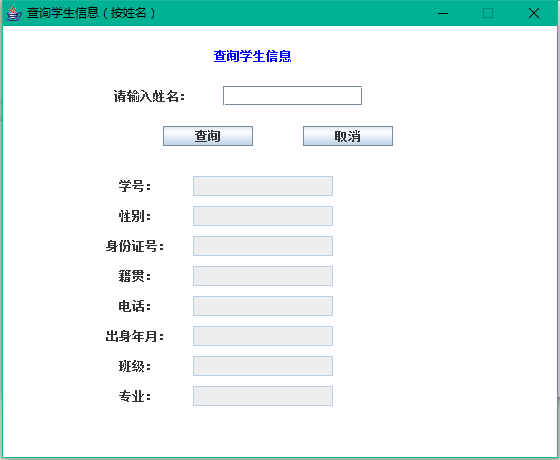 查询学生信息（按姓名）
查询学生信息
请输入姓名：
查询 取消
学号：
性别：
身份证号：
籍贯：
电话：
出身年月：
班级：
专业：